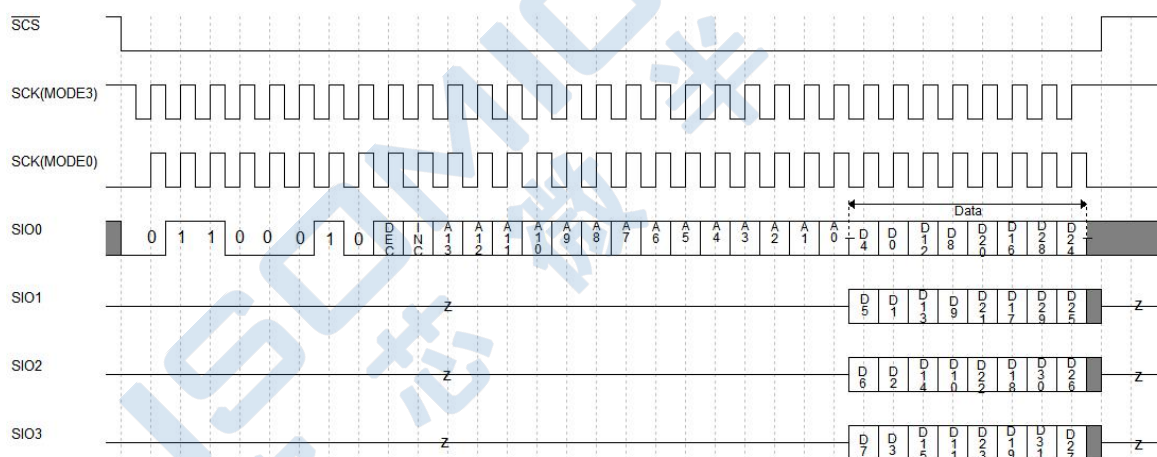 SCS
SCK(MODE3)
SCK(MODE0)
Data
SIO0 0 1 1 0 0 0 1 0 DEC INC A13 A12 A11 A10 A9 A8 A7 A6 A5 A4 A3 A2 A1 A0 D4 D0 D12 D8 D20 D16 D28 D24
SIO1 z D5 D1 D13 D9 D21 D17 D29 D25 z
SIO2 z D6 D2 D14 D10 D22 D18 D30 D26 z
SIO3 z D7 D3 D15 D11 D23 D19 D31 D27 z